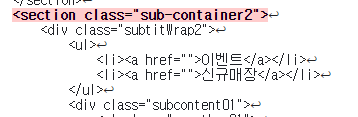 </section>
<section class="sub-container2">
<div class="subtitWrap2">
<ul>
<li><a href="">이벤트</a></li>
<li><a href="">신규매장</a></li>
</ul>
<div class="subcontent01">